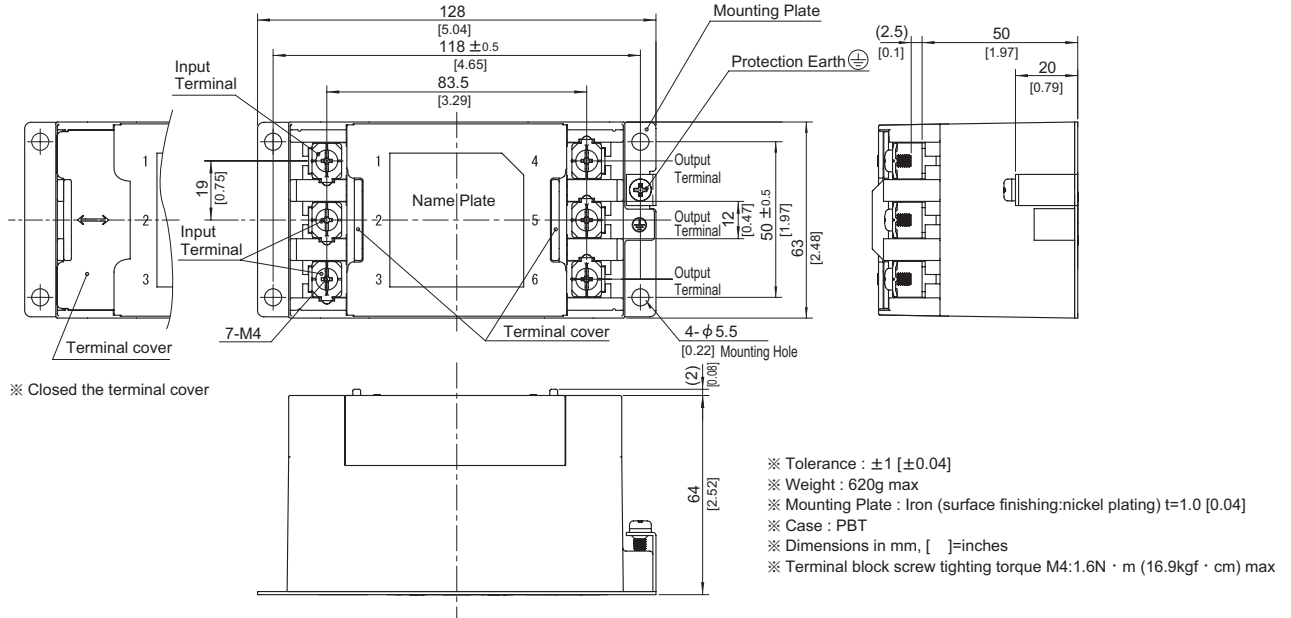 128
[5.04]
118 ±0.5
[4.65]
83.5
[3.29]
Input
Terminal
Mounting Plate
Protection Earth
(2.5)
[0.1]
50
[1.97]
20
[0.79]
1
2
3
19
[0.75]
Input
Terminal
1
2
3
Name Plate
4
5
6
Output
Terminal
Output
Terminal
Output
Terminal
12
[0.47]
50 ±0.5
[1.97]
63
[2.48]
Terminal cover
7-M4
Terminal cover
4-φ5.5
[0.22] Mounting Hole
※ Closed the terminal cover
(2)
[0.08]
64
[2.52]
※ Tolerance : ±1 [±0.04]
※ Weight : 620g max
※ Mounting Plate : Iron (surface finishing:nickel plating) t=1.0 [0.04]
※ Case : PBT
※ Dimensions in mm, [ ]=inches
※ Terminal block screw tighting torque M4:1.6N · m (16.9kgf · cm) max